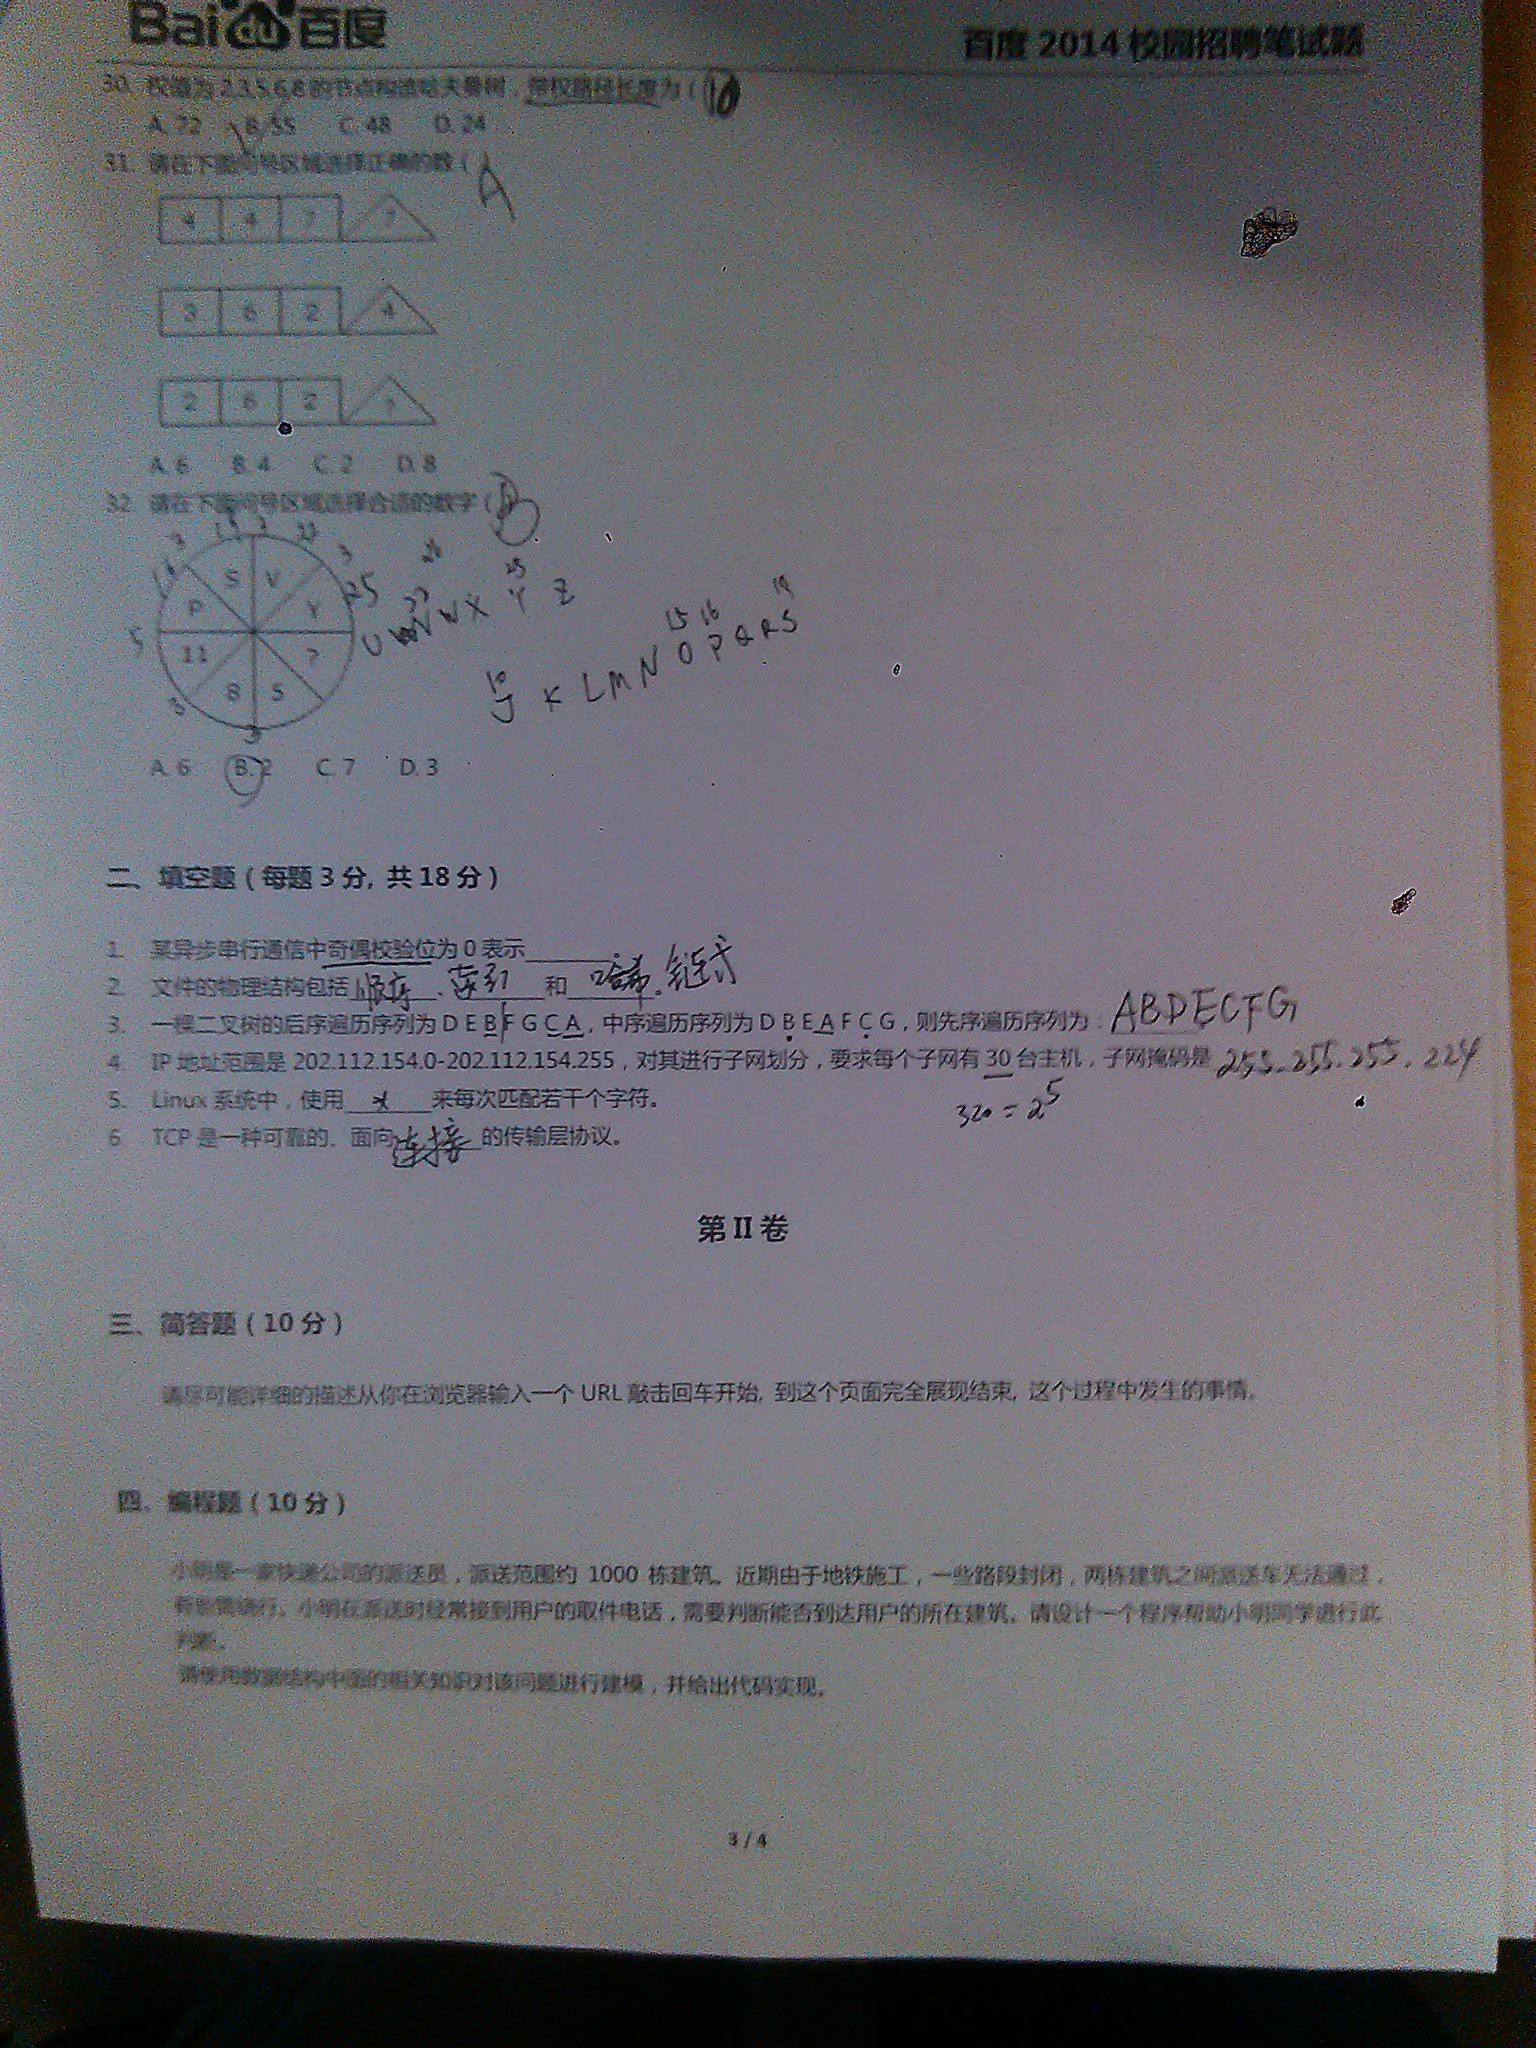 Bai du 百度
百度 2014 校园招聘笔试题
30. 权值为 2,3,5,6,8 的节点构造哈夫曼树,带权路径长度为(
A. 72 B. 55 C. 48 D. 24
31. 请在下面问号区域选择正确的数( A
4 4 7 7
3 6 2 4
2 6 2 ?
A. 6 B. 4 C. 2 D. 8
32. 请在下面问号区域选择合适的数字( B
S V
P Y
11 ?
8 5
25 U V W X Y Z
J K L M N O P Q R S
A. 6 B. 2 C. 7 D. 3
二、填空题(每题 3 分, 共 18 分)
1. 某异步串行通信中奇偶校验位为 0 表示________.
2. 文件的物理结构包括 顺序 、 索引 和 哈希 。 链式
3. 一棵二叉树的后序遍历序列为 D E B F G C A,中序遍历序列为 D B E A F C G,则先序遍历序列为: ABDECFG
4. IP 地址范围是 202.112.154.0-202.112.154.255,对其进行子网划分,要求每个子网有 30 台主机,子网掩码是 255.255.255.224
5. Linux 系统中,使用 * 来每次匹配若干个字符。
= 2^5
6. TCP 是一种可靠的、面向 连接 的传输层协议。
第 II 卷
三、简答题(10 分)
请尽可能详细的描述从你在浏览器输入一个 URL 敲击回车开始, 到这个页面完全展现结束, 这个过程中发生的事情。
四、编程题(10 分)
小明是一家快递公司的派送员,派送范围约 1000 栋建筑。近期由于地铁施工,一些路段封闭,两栋建筑之间派送车无法通过,
绕行。小明在派送时经常接到用户的取件电话,需要判断能否到达用户的所在建筑。请设计一个程序帮助小明同学进行此
判断。
请使用数据结构中图的相关知识对该问题进行建模,并给出代码实现。
3 / 4